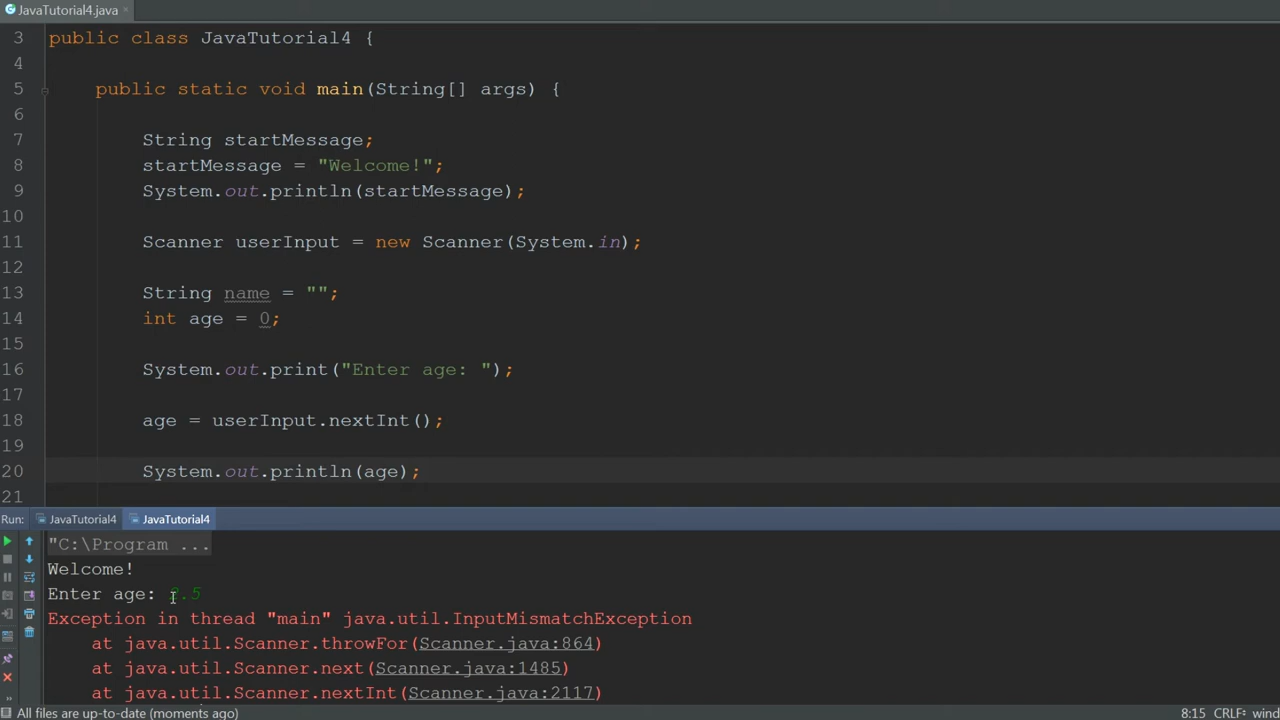 JavaTutorial4.java
3 public class JavaTutorial4 {
4
5 public static void main(String[] args) {
6
7 String startMessage;
8 startMessage = "Welcome!";
9 System.out.println(startMessage);
10
11 Scanner userInput = new Scanner(System.in);
12
13 String name = "";
14 int age = 0;
15
16 System.out.print("Enter age: ");
17
18 age = userInput.nextInt();
19
20 System.out.println(age);
21
Run: JavaTutorial4 JavaTutorial4
"C:\Program ...
Welcome!
Enter age:
Exception in thread "main" java.util.InputMismatchException
at java.util.Scanner.throwFor(Scanner.java:864)
at java.util.Scanner.next(Scanner.java:1485)
at java.util.Scanner.nextInt(Scanner.java:2117)
All files are up-to-date (moments ago) 8:15 CRLF÷ wind